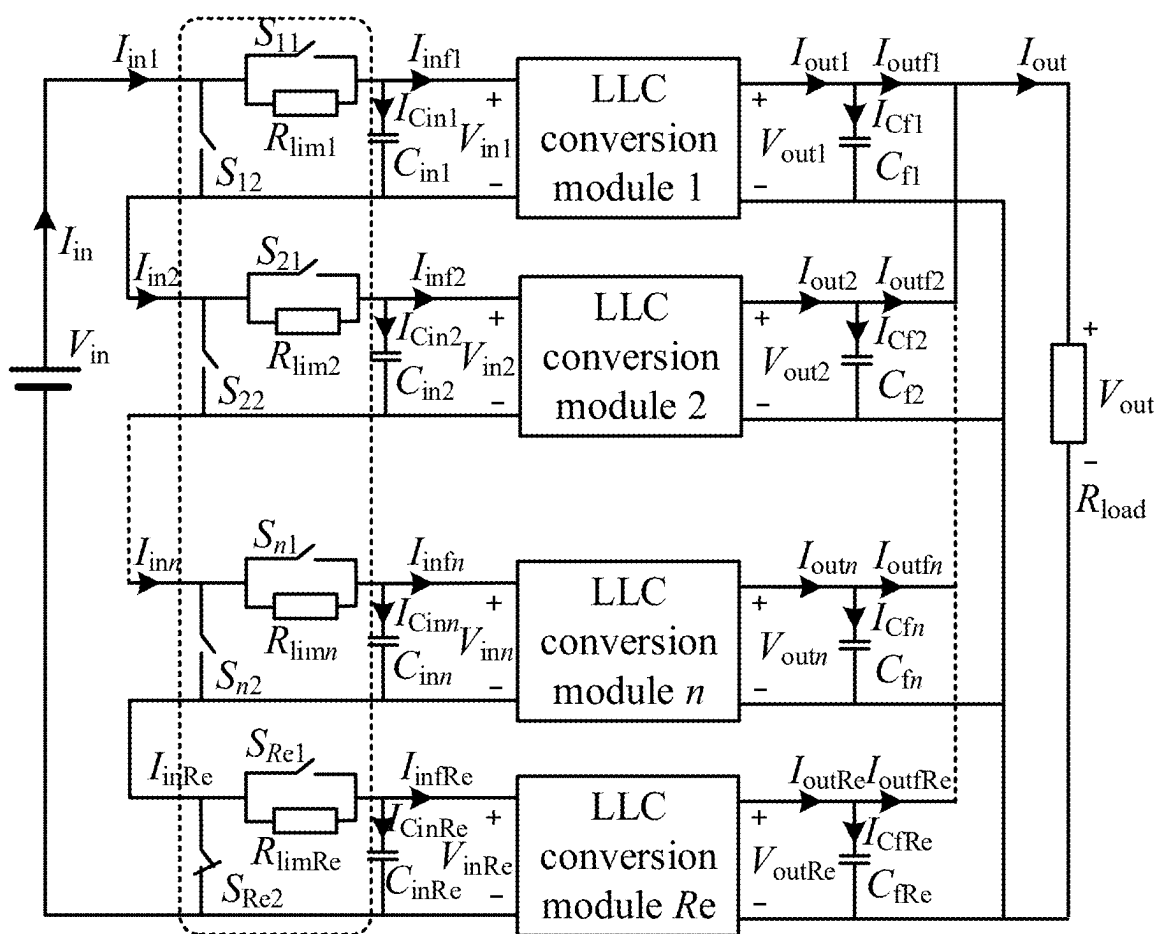 I_in1 S_11 I_inf1 I_out1 I_outf1 I_out
R_lim1 I_Cin1 + V_in1 − LLC conversion module 1 + V_out1 − I_Cf1
S_12 C_in1 C_f1
I_in
I_in2 S_21 I_inf2 I_out2 I_outf2
V_in R_lim2 I_Cin2 + V_in2 − LLC conversion module 2 + V_out2 − I_Cf2 +
S_22 C_in2 C_f2 V_out
− R_load
I_inn S_n1 I_infn I_outn I_outfn
R_limn I_Cinn + V_inn − LLC conversion module n + V_outn − I_Cfn
S_n2 C_inn C_fn
I_inRe S_Re1 I_infRe I_outRe I_outfRe
R_limRe I_CinRe + V_inRe − LLC conversion module Re + V_outRe − I_CfRe
S_Re2 C_inRe C_fRe